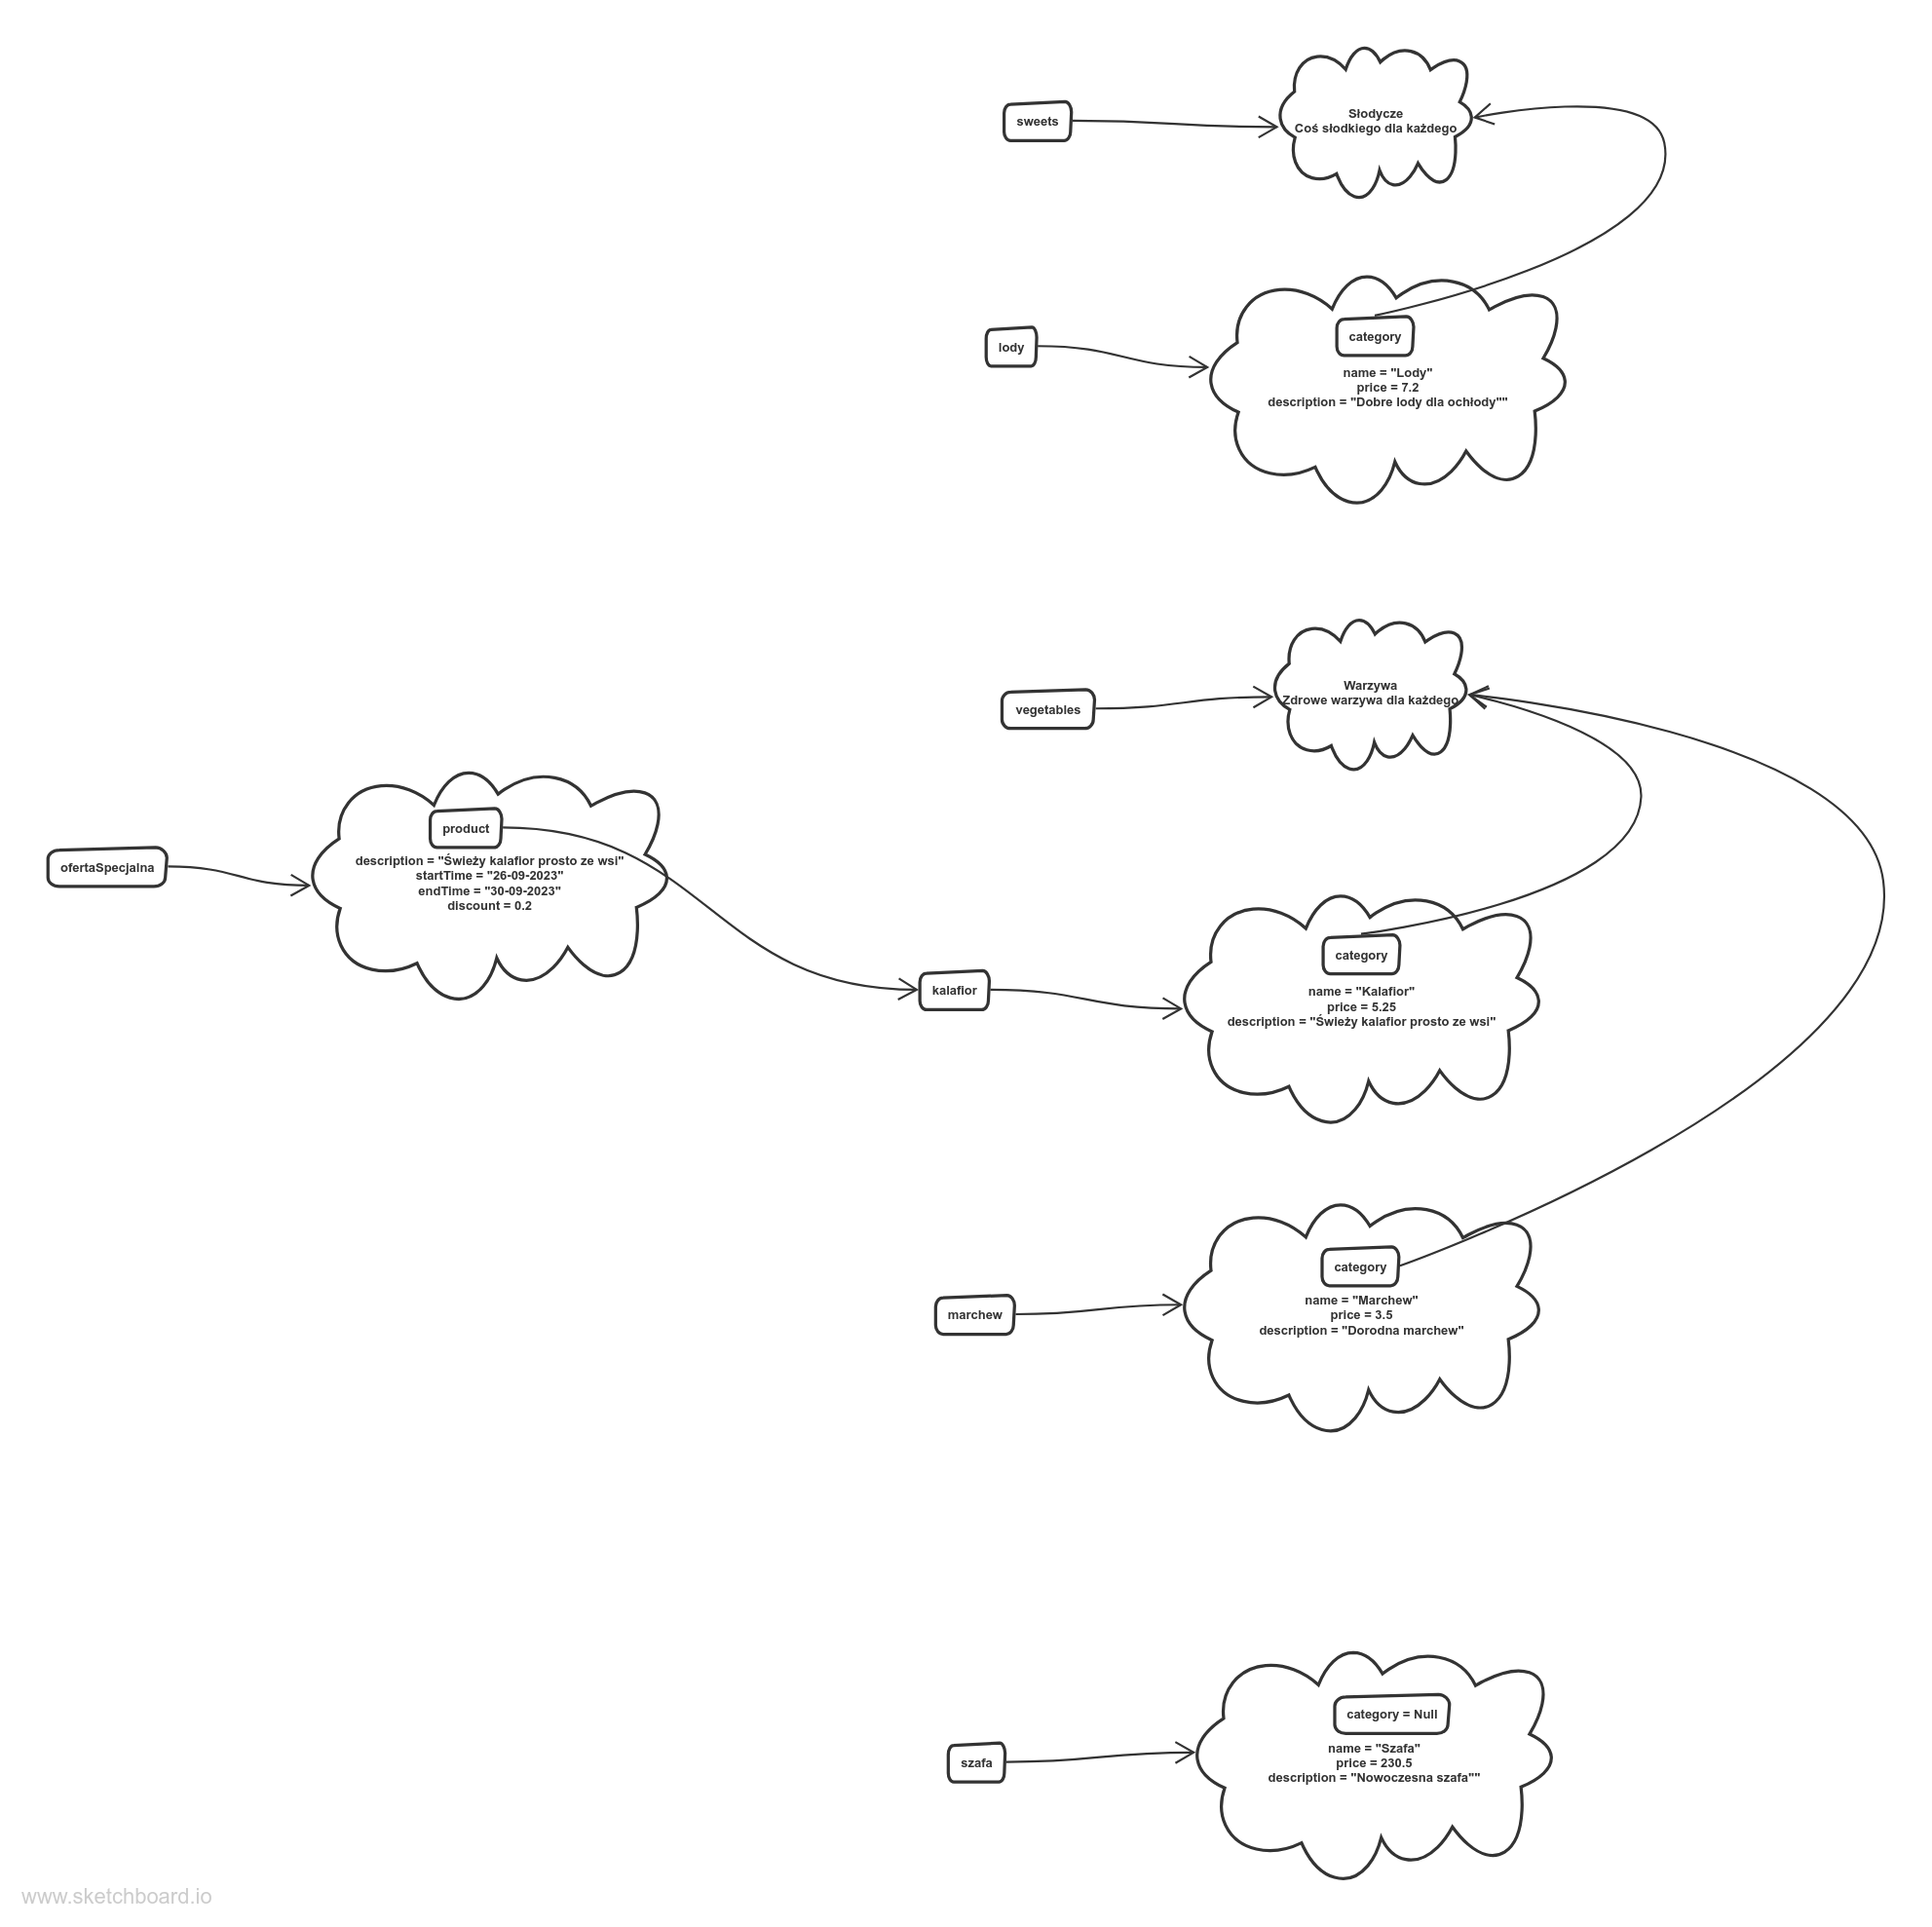 sweets
Słodycze
Coś słodkiego dla każdego
lody
category
name = "Lody"
price = 7.2
description = "Dobre lody dla ochłody""
vegetables
Warzywa
Zdrowe warzywa dla każdego
ofertaSpecjalna
product
description = "Świeży kalafior prosto ze wsi"
startTime = "26-09-2023"
endTime = "30-09-2023"
discount = 0.2
kalafior
category
name = "Kalafior"
price = 5.25
description = "Świeży kalafior prosto ze wsi"
marchew
category
name = "Marchew"
price = 3.5
description = "Dorodna marchew"
szafa
category = Null
name = "Szafa"
price = 230.5
description = "Nowoczesna szafa""
www.sketchboard.io